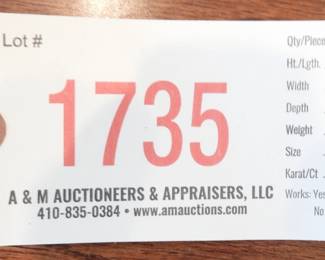 Lot #
1735
A & M AUCTIONEERS & APPRAISERS, LLC
410-835-0384 • www.amauctions.com
Qty/Piece
Ht./Lgth.
Width
Depth
Weight
Size
Karat/Ct
Works: Yes
No